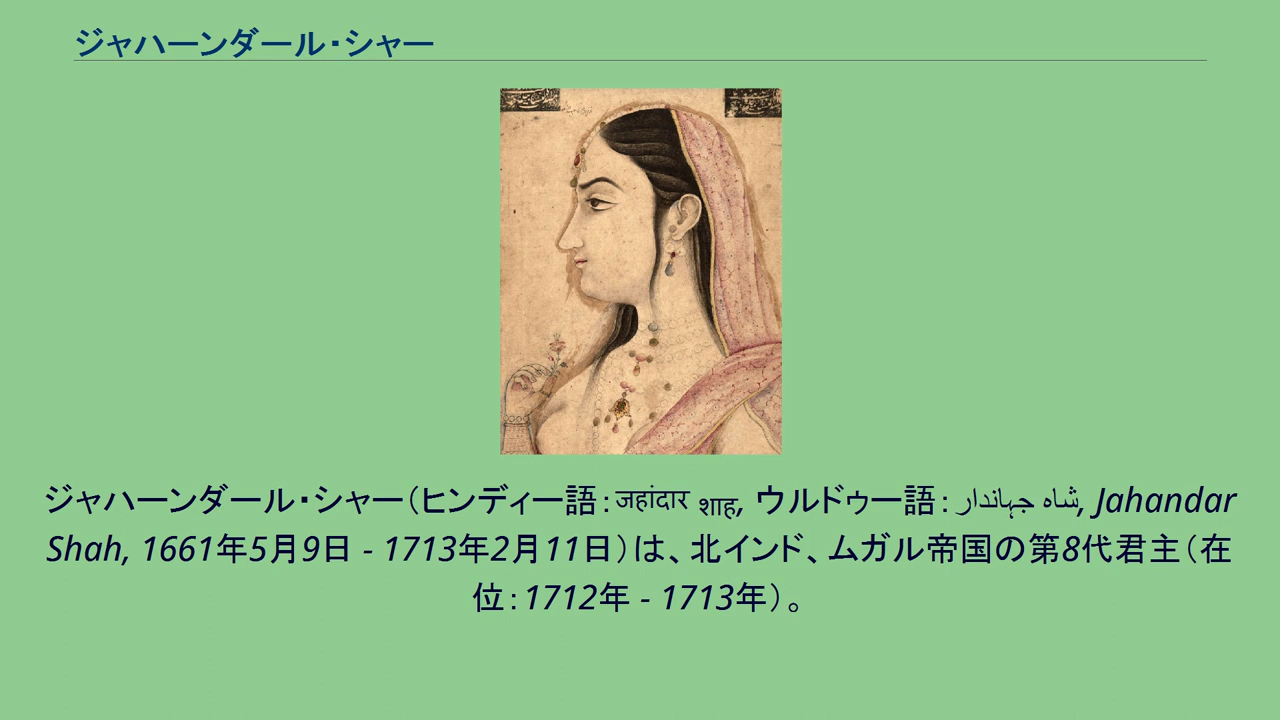 ジャハーンダール・シャー
ジャハーンダール・シャー（ヒンディー語：जहांदार शाह, ウルドゥー語：شاہ جہاندار, Jahandar
Shah, 1661年5月9日 - 1713年2月11日）は、北インド、ムガル帝国の第8代君主（在
位：1712年 - 1713年）。